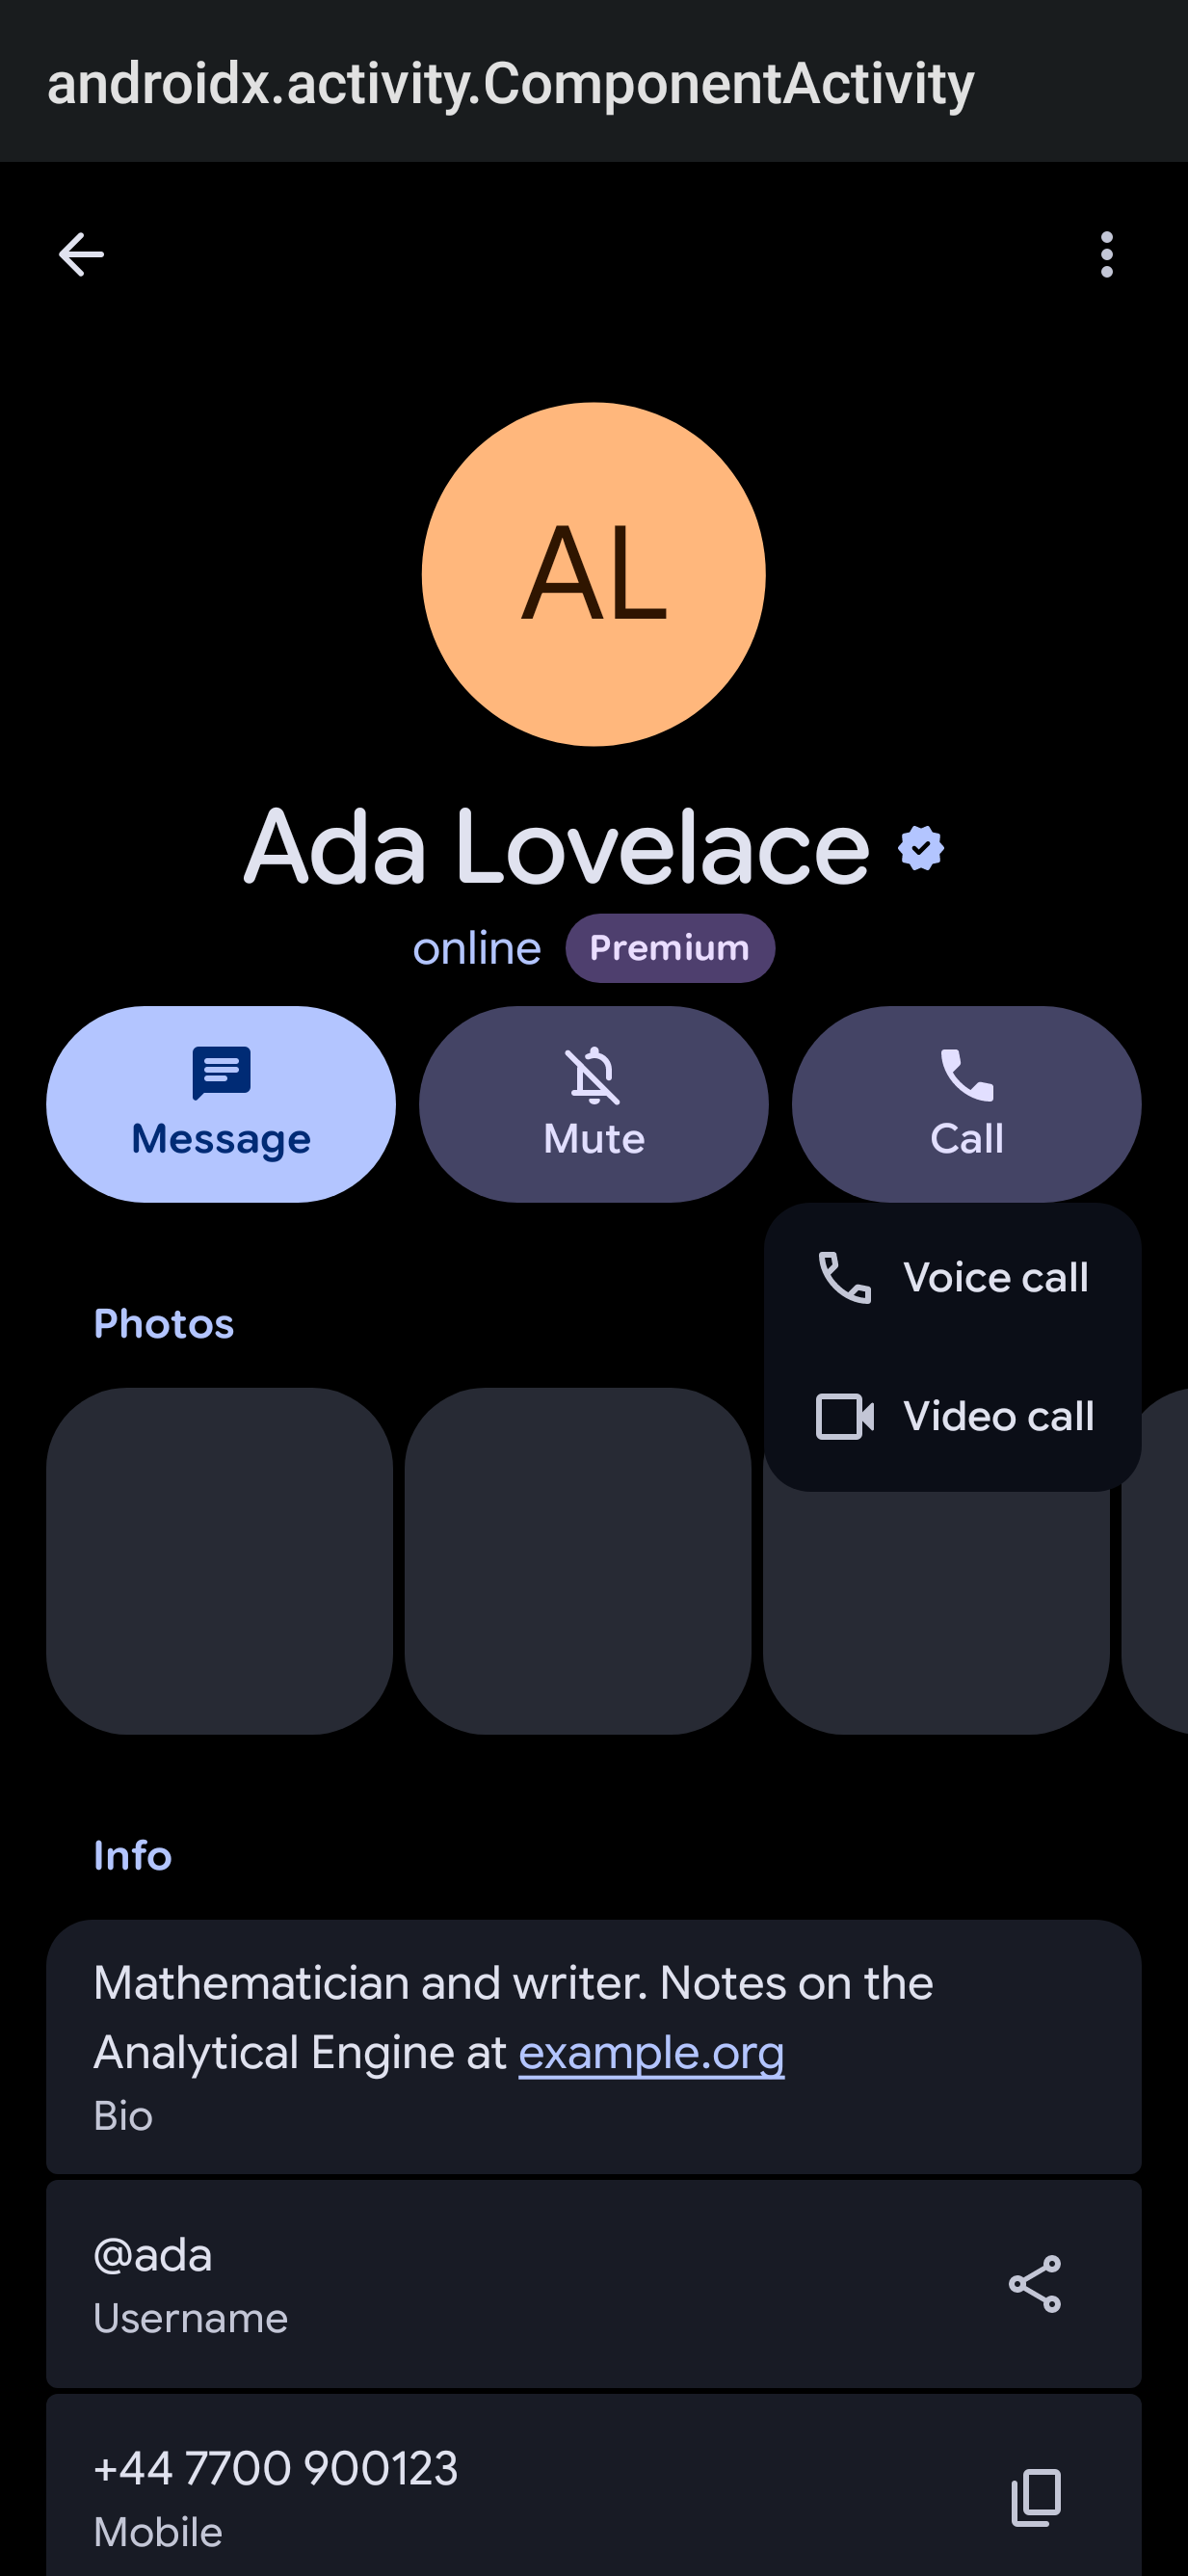 androidx.activity.ComponentActivity
AL
Ada Lovelace
online Premium
Message Mute Call
Voice call
Photos
Video call
Info
Mathematician and writer. Notes on the
Analytical Engine at example.org
Bio
@ada
Username
+44 7700 900123
Mobile